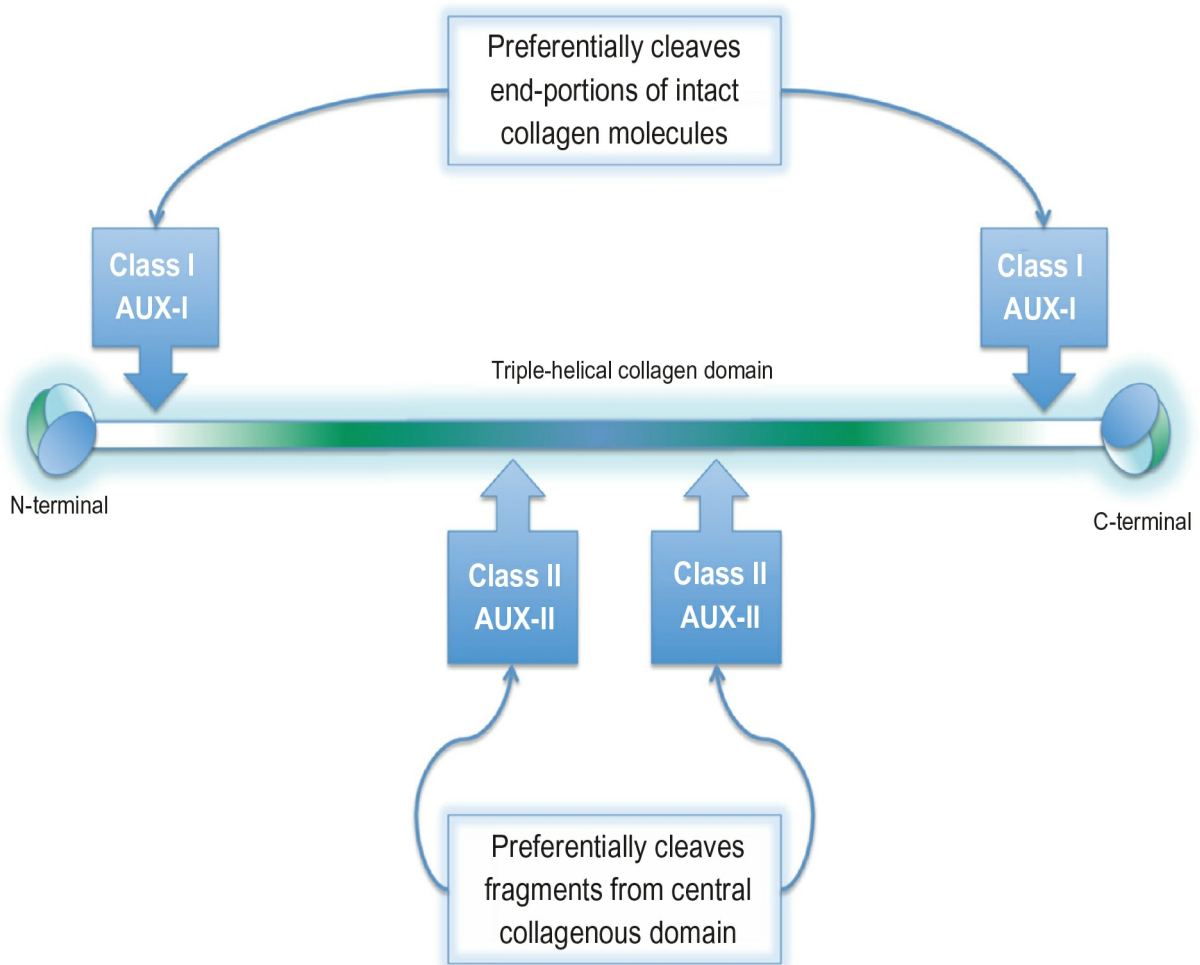 Preferentially cleaves
end-portions of intact
collagen molecules
Class I
AUX-I
Class I
AUX-I
Triple-helical collagen domain
N-terminal
C-terminal
Class II
AUX-II
Class II
AUX-II
Preferentially cleaves
fragments from central
collagenous domain